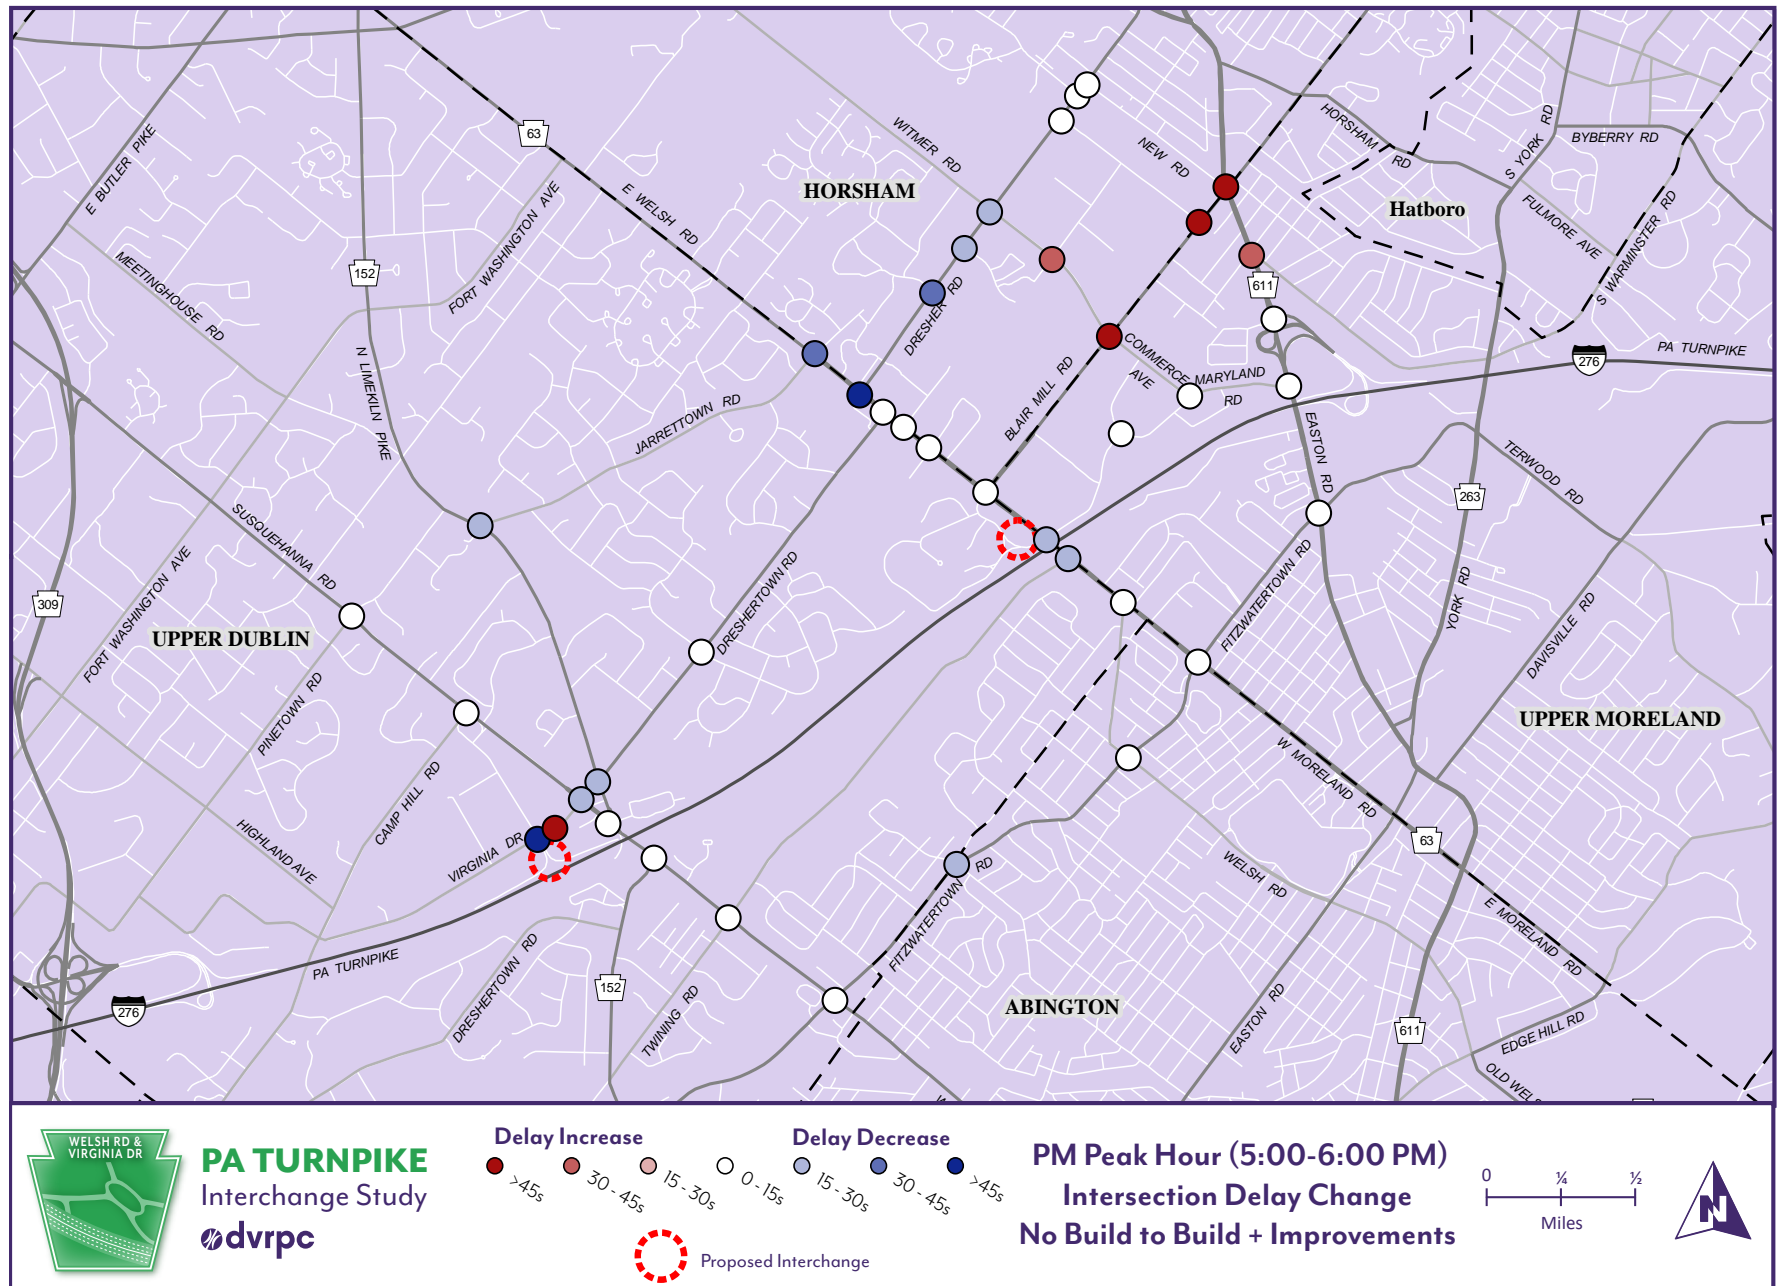 E BUTLER PIKE
63
WITMER RD
HORSHAM
NEW RD
HORSHAM RD
S YORK RD
BYBERRY RD
E WELSH RD
Hatboro
FULMORE AVE
S WARMINSTER RD
FORT WASHINGTON AVE
MEETINGHOUSE RD
152
611
DRESHER RD
N LIMEKILN PIKE
COMMERCE AVE
MARYLAND RD
276
PA TURNPIKE
BLAIR MILL RD
JARRETTOWN RD
EASTON RD
TERWOOD RD
263
SUSQUEHANNA RD
309
FORT WASHINGTON AVE
UPPER DUBLIN
DRESHERTOWN RD
FITZWATERTOWN RD
YORK RD
DAVISVILLE RD
PINETOWN RD
UPPER MORELAND
CAMP HILL RD
W MORELAND RD
HIGHLAND AVE
VIRGINIA DR
63
WELSH RD
FITZWATERTOWN RD
E MORELAND RD
PA TURNPIKE
DRESHERTOWN RD
152
TWINING RD
276
ABINGTON
EASTON RD
611
EDGE HILL RD
OLD WELS
WELSH RD &
VIRGINIA DR
PA TURNPIKE
Interchange Study
dvrpc
Delay Increase
Delay Decrease
>45s
30 - 45s
15 - 30s
0 - 15s
15 - 30s
30 - 45s
>45s
Proposed Interchange
PM Peak Hour (5:00-6:00 PM)
Intersection Delay Change
No Build to Build + Improvements
0 ¼ ½
Miles
N